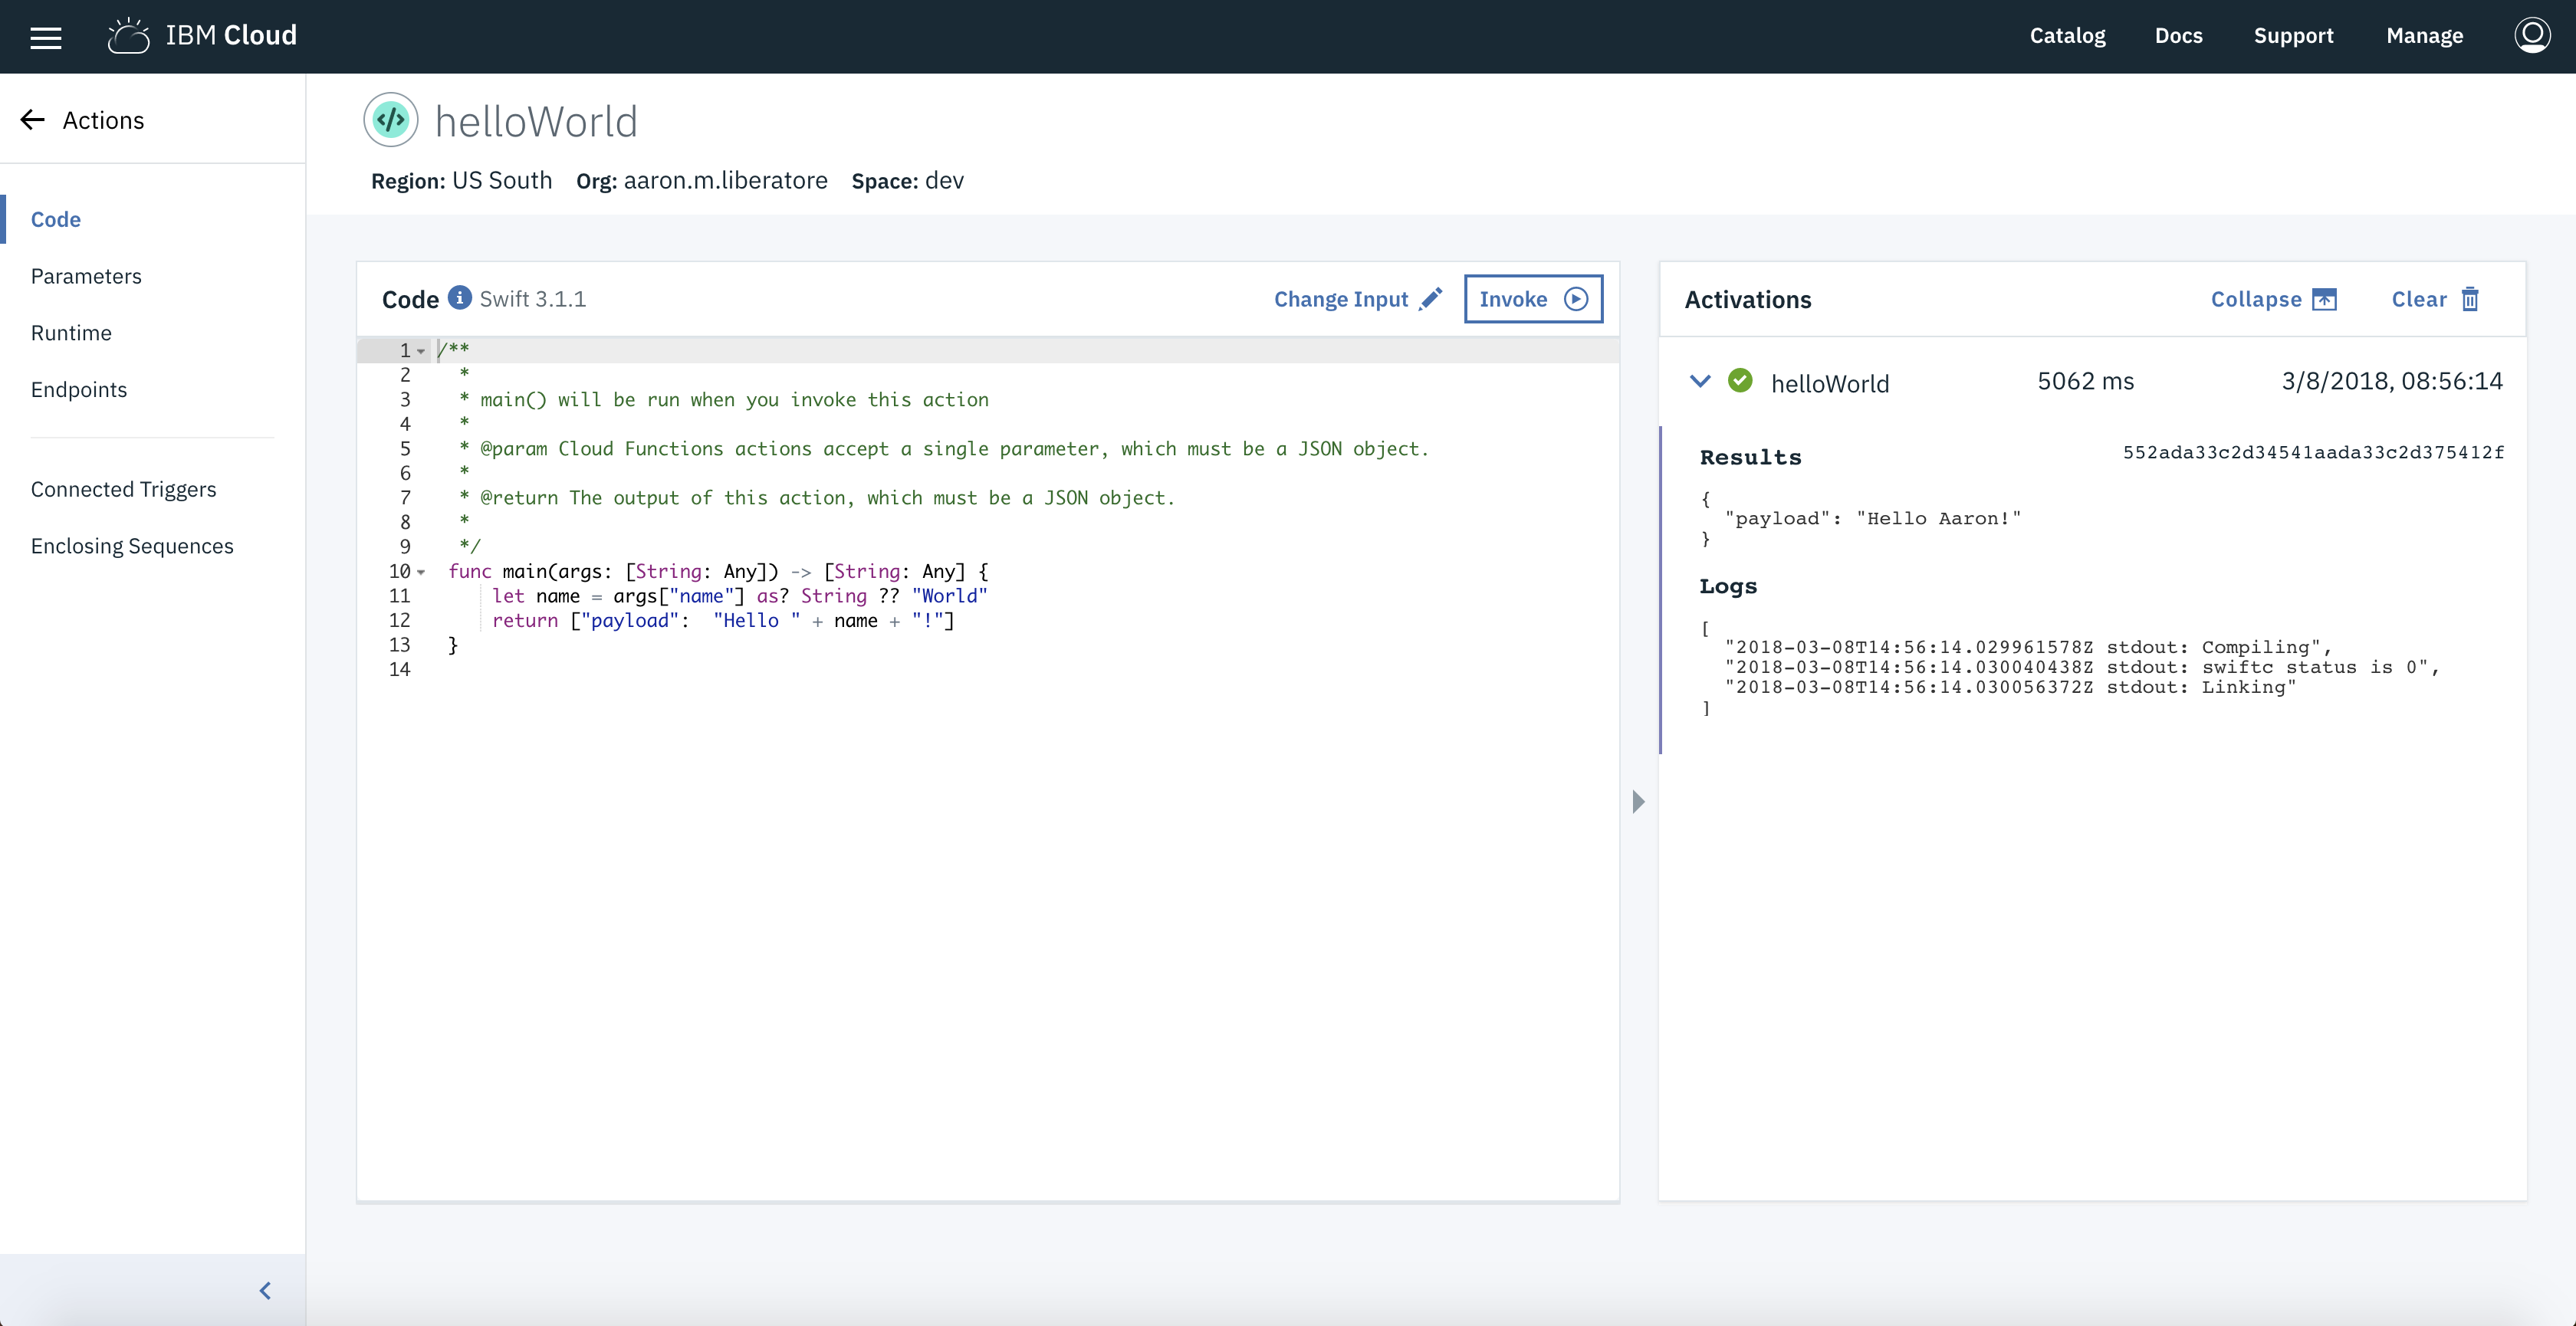 IBM Cloud
Catalog Docs Support Manage
Actions
Code
Parameters
Runtime
Endpoints
Connected Triggers
Enclosing Sequences
</> helloWorld
Region: US South Org: aaron.m.liberatore Space: dev
Code i Swift 3.1.1 Change Input Invoke
1 /**
2 *
3 * main() will be run when you invoke this action
4 *
5 * @param Cloud Functions actions accept a single parameter, which must be a JSON object.
6 *
7 * @return The output of this action, which must be a JSON object.
8 *
9 */
10 func main(args: [String: Any]) -> [String: Any] {
11 let name = args["name"] as? String ?? "World"
12 return ["payload":  "Hello " + name + "!"]
13 }
14
Activations Collapse Clear
helloWorld 5062 ms 3/8/2018, 08:56:14
Results 552ada33c2d34541aada33c2d375412f
{
"payload": "Hello Aaron!"
}
Logs
[
"2018-03-08T14:56:14.029961578Z stdout: Compiling",
"2018-03-08T14:56:14.030040438Z stdout: swiftc status is 0",
"2018-03-08T14:56:14.030056372Z stdout: Linking"
]